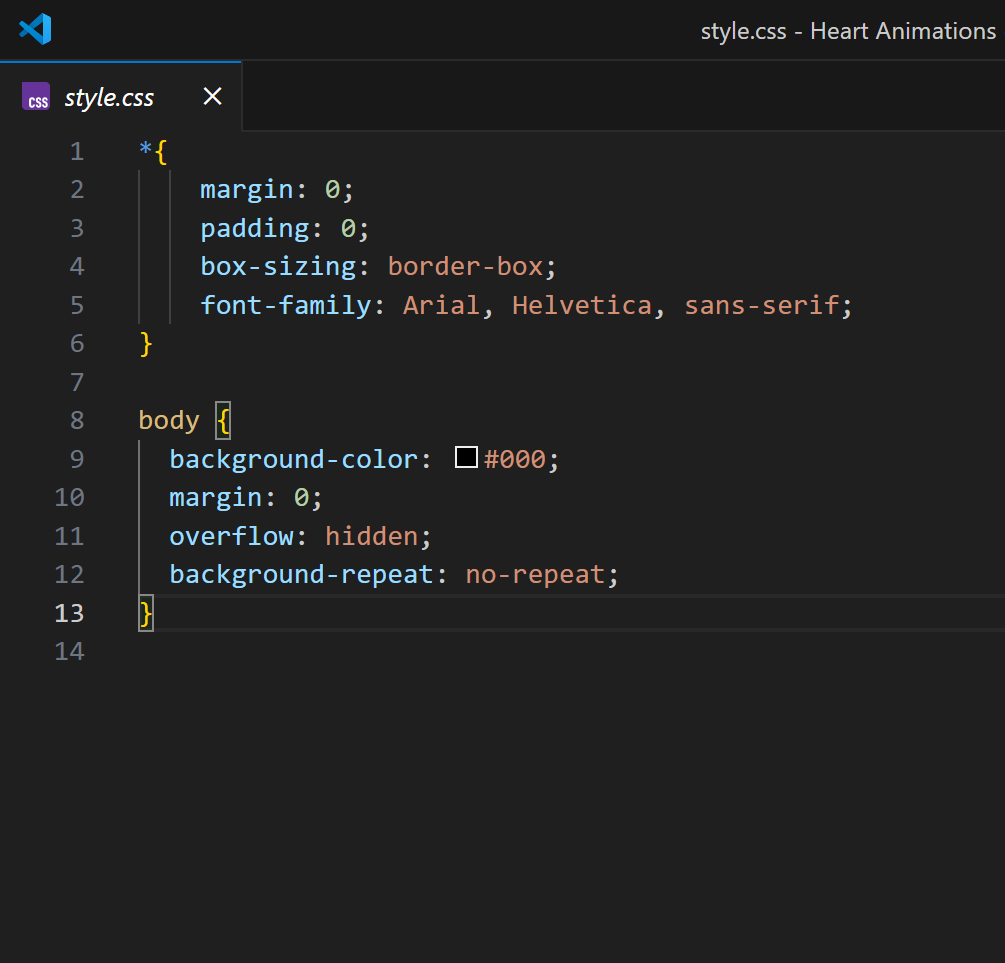 style.css - Heart Animations
CSS style.css
1 *{
2 margin: 0;
3 padding: 0;
4 box-sizing: border-box;
5 font-family: Arial, Helvetica, sans-serif;
6 }
7
8 body {
9 background-color: #000;
10 margin: 0;
11 overflow: hidden;
12 background-repeat: no-repeat;
13 }
14